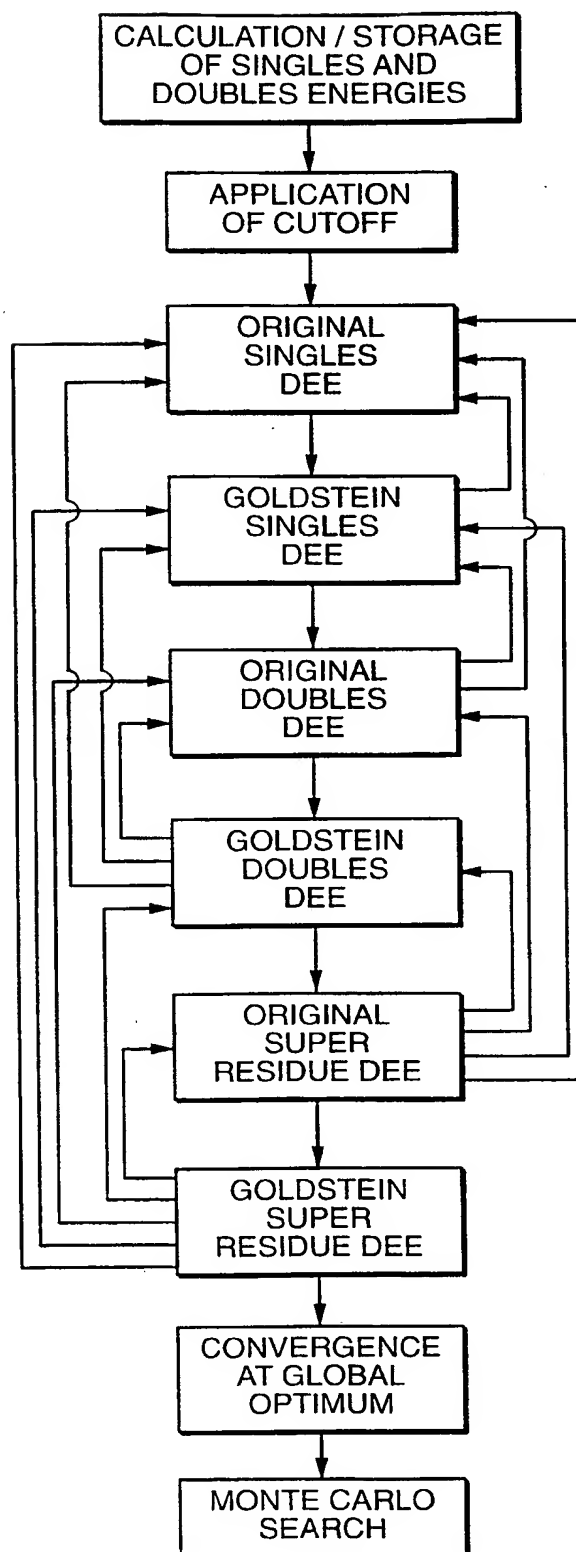 CALCULATION / STORAGE
OF SINGLES AND
DOUBLES ENERGIES
APPLICATION
OF CUTOFF
ORIGINAL
SINGLES
DEE
GOLDSTEIN
SINGLES
DEE
ORIGINAL
DOUBLES
DEE
GOLDSTEIN
DOUBLES
DEE
ORIGINAL
SUPER
RESIDUE DEE
GOLDSTEIN
SUPER
RESIDUE DEE
CONVERGENCE
AT GLOBAL
OPTIMUM
MONTE CARLO
SEARCH